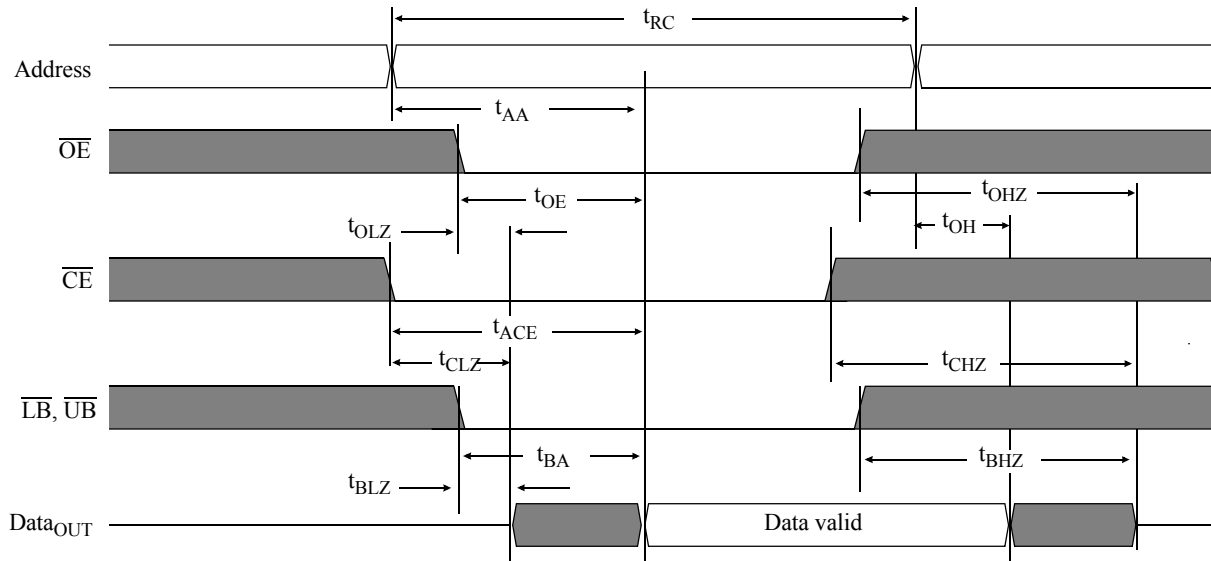 tRC
Address
tAA
OE
tOE
tOHZ
tOLZ
tOH
CE
tACE
tCLZ
tCHZ
LB, UB
tBA
tBHZ
tBLZ
DataOUT
Data valid